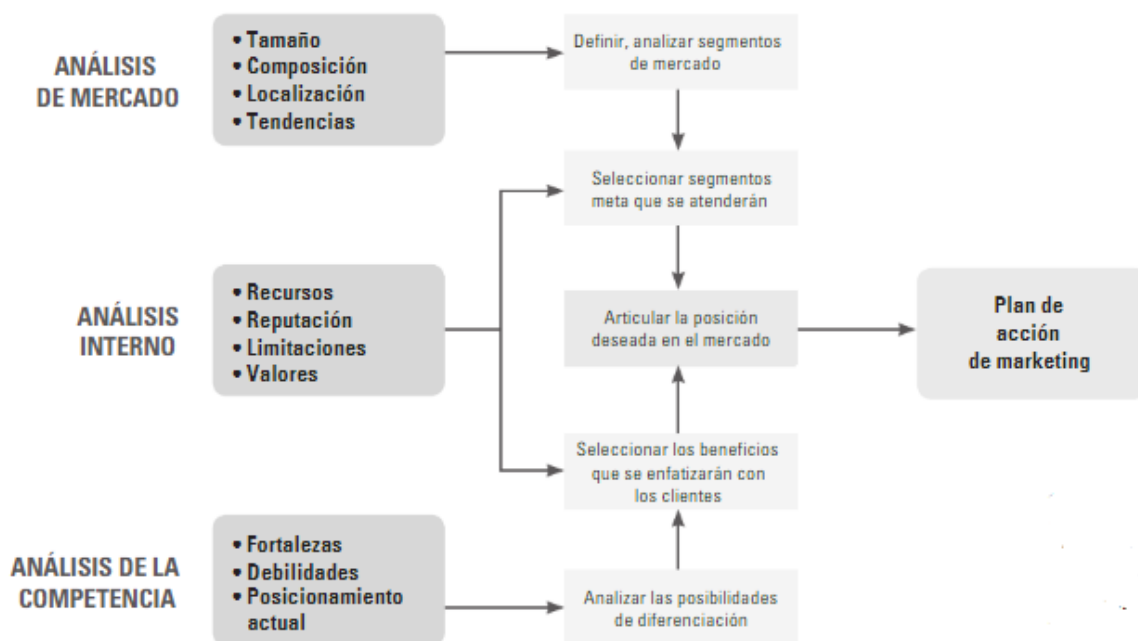 ANÁLISIS
DE MERCADO
• Tamaño
• Composición
• Localización
• Tendencias
Definir, analizar segmentos
de mercado
Seleccionar segmentos
meta que se atenderán
ANÁLISIS
INTERNO
• Recursos
• Reputación
• Limitaciones
• Valores
Articular la posición
deseada en el mercado
Plan de
acción
de marketing
Seleccionar los beneficios
que se enfatizarán con
los clientes
ANÁLISIS DE LA
COMPETENCIA
• Fortalezas
• Debilidades
• Posicionamiento
actual
Analizar las posibilidades
de diferenciación